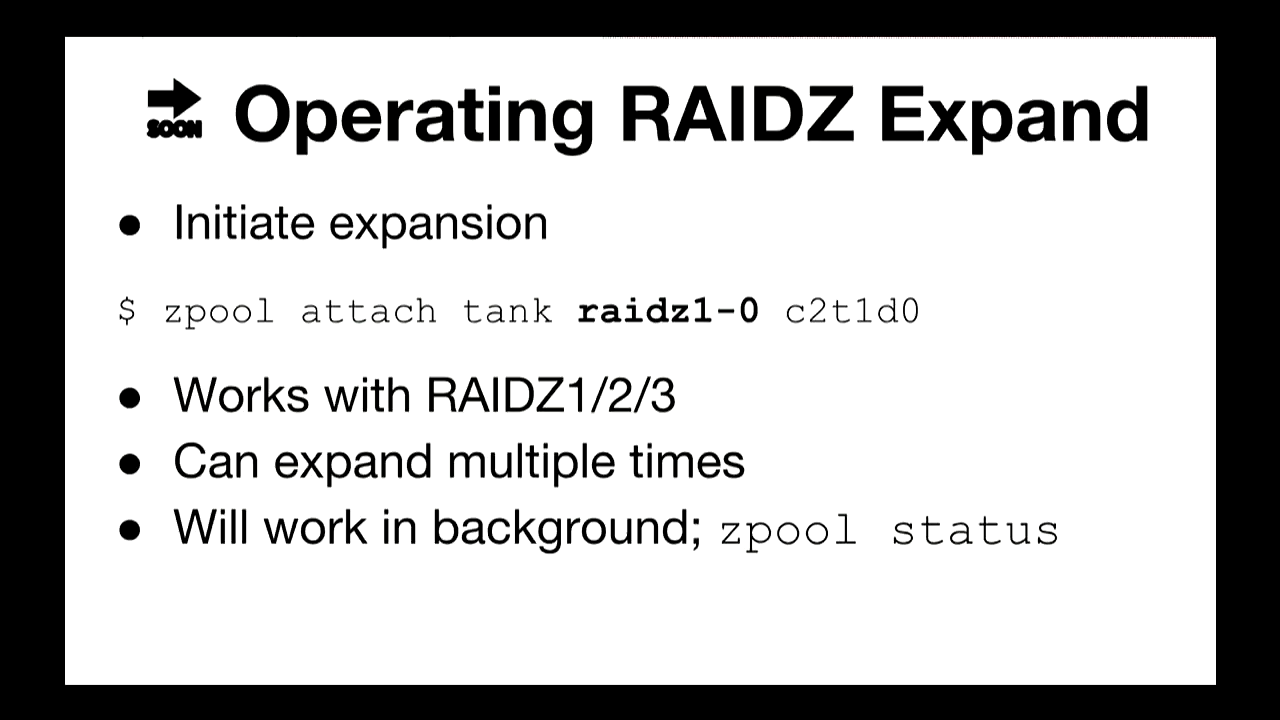 SOON Operating RAIDZ Expand
● Initiate expansion
$ zpool attach tank raidz1-0 c2t1d0
● Works with RAIDZ1/2/3
● Can expand multiple times
● Will work in background; zpool status